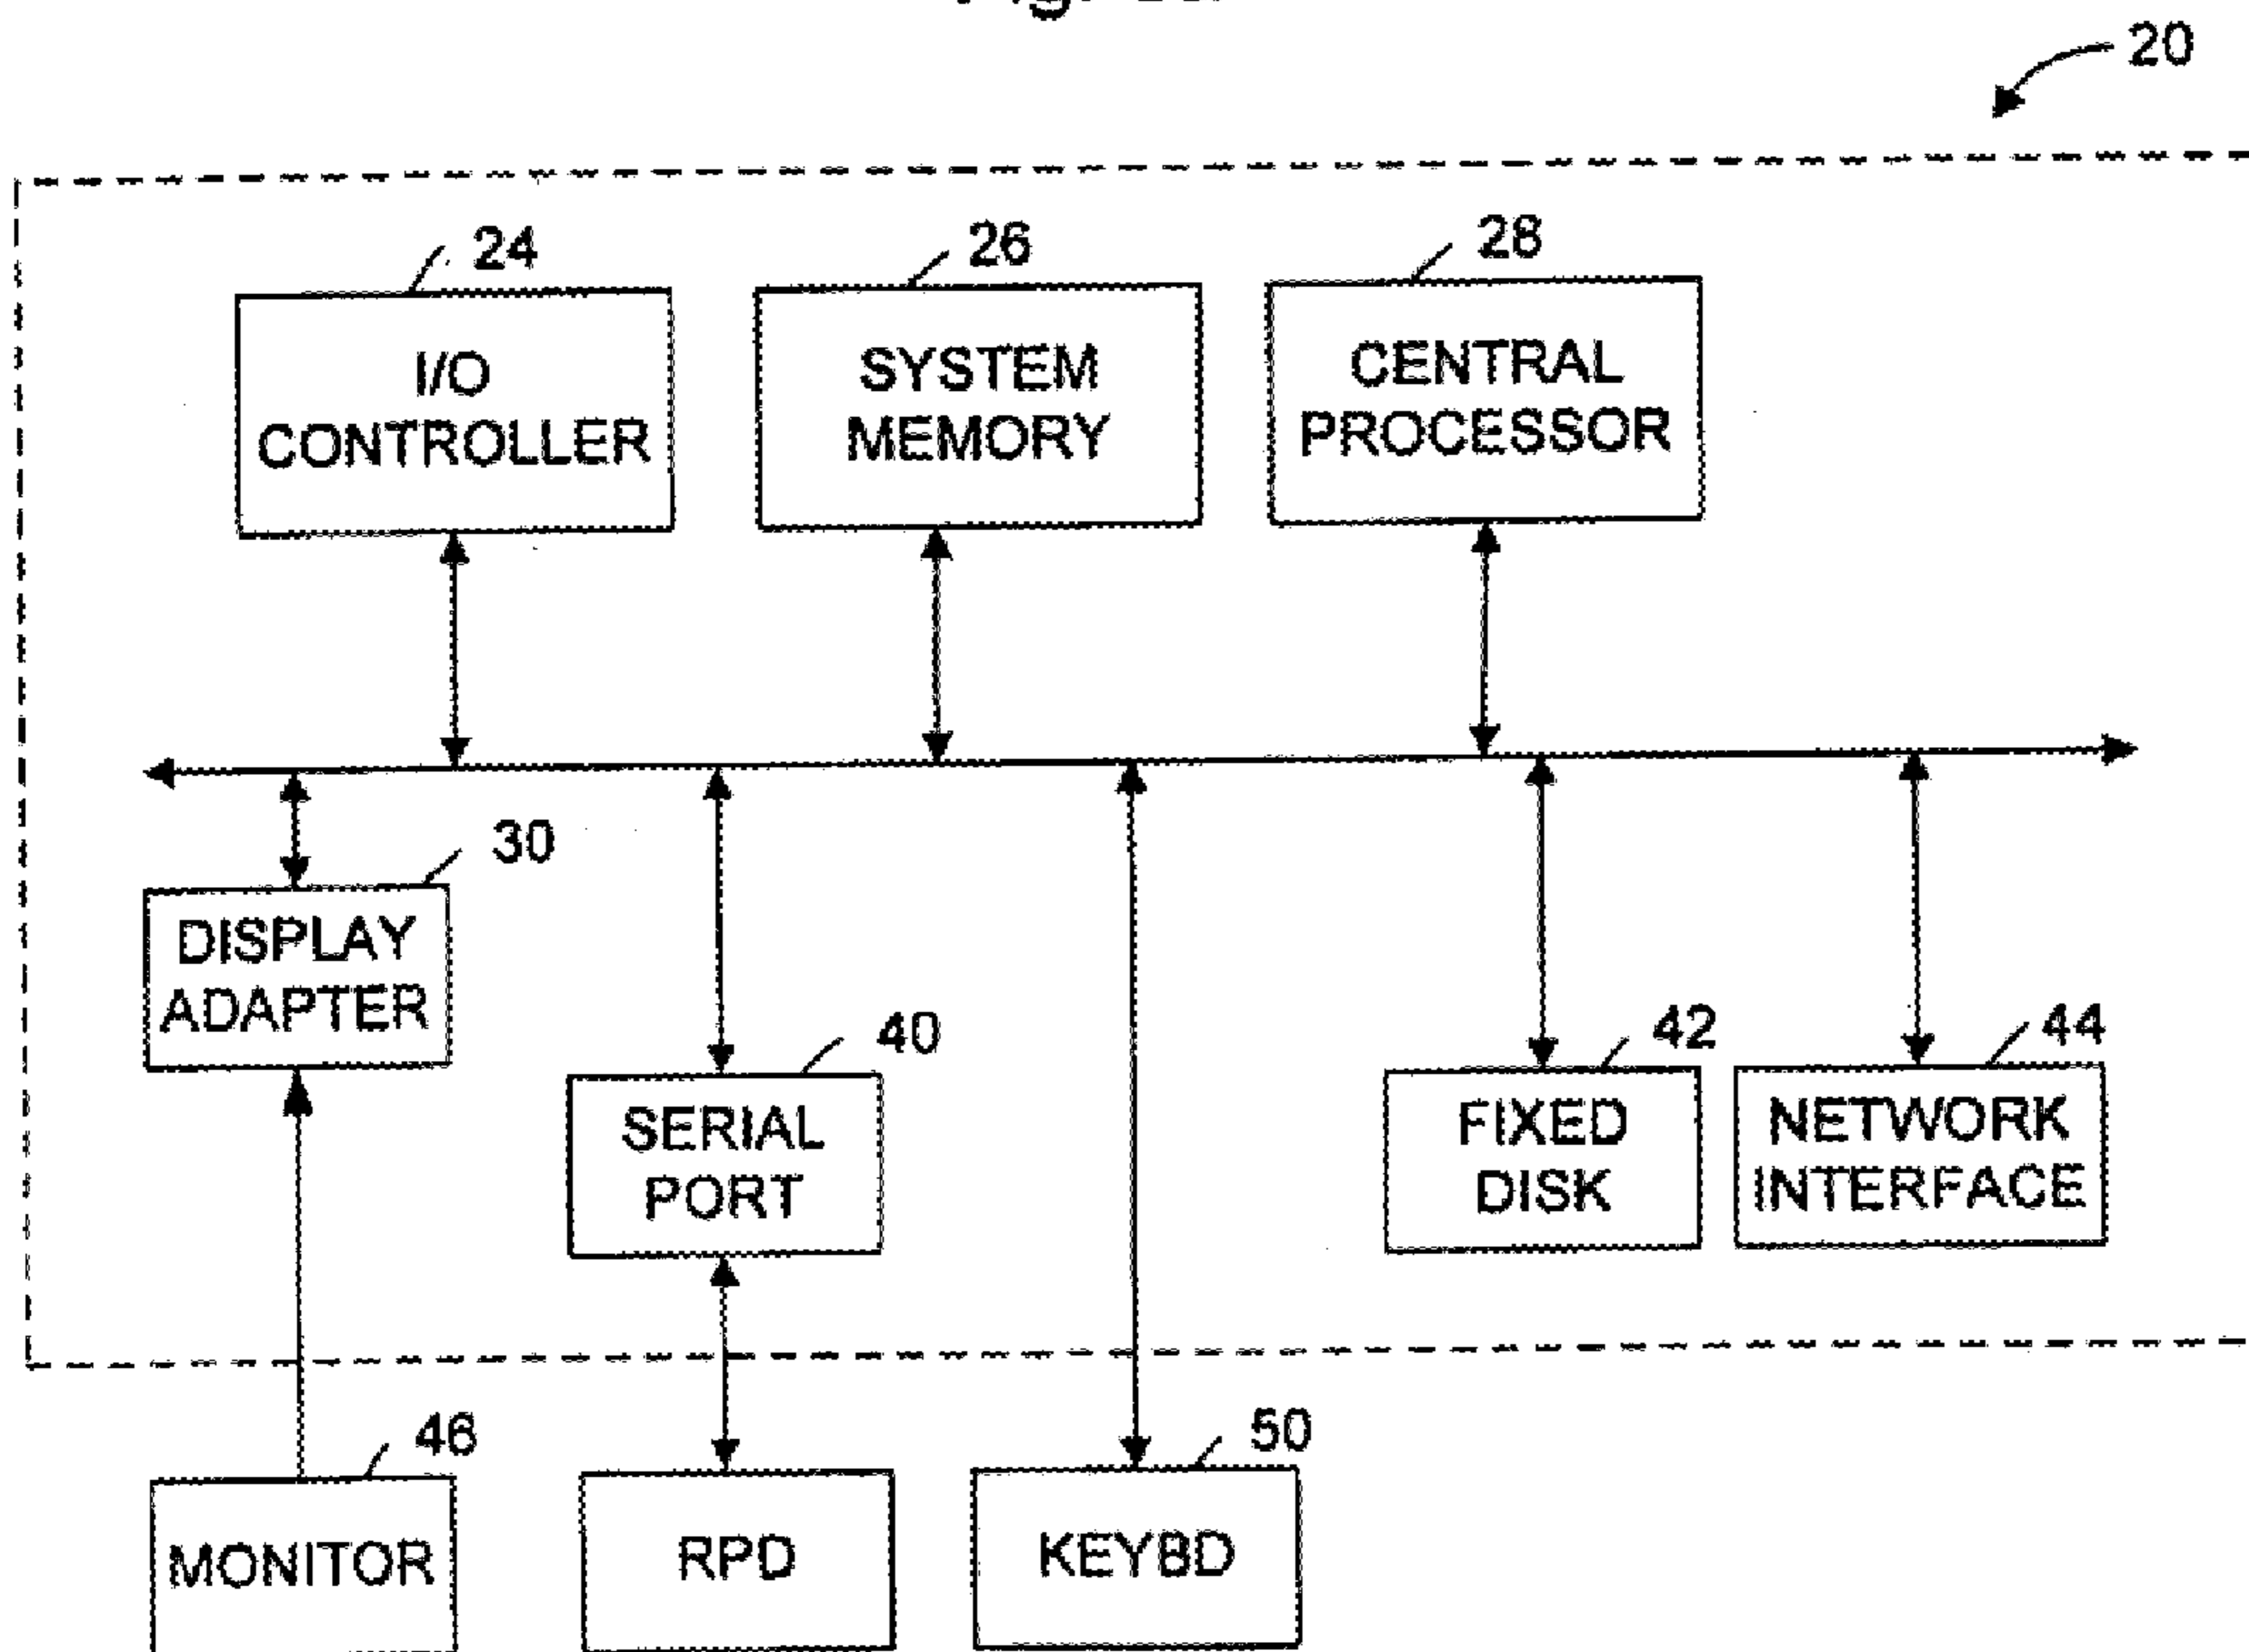 20
24
26
28
I/O
CONTROLLER
SYSTEM
MEMORY
CENTRAL
PROCESSOR
30
DISPLAY
ADAPTER
40
42
44
SERIAL
PORT
FIXED
DISK
NETWORK
INTERFACE
46
50
MONITOR
RPD
KEYBD